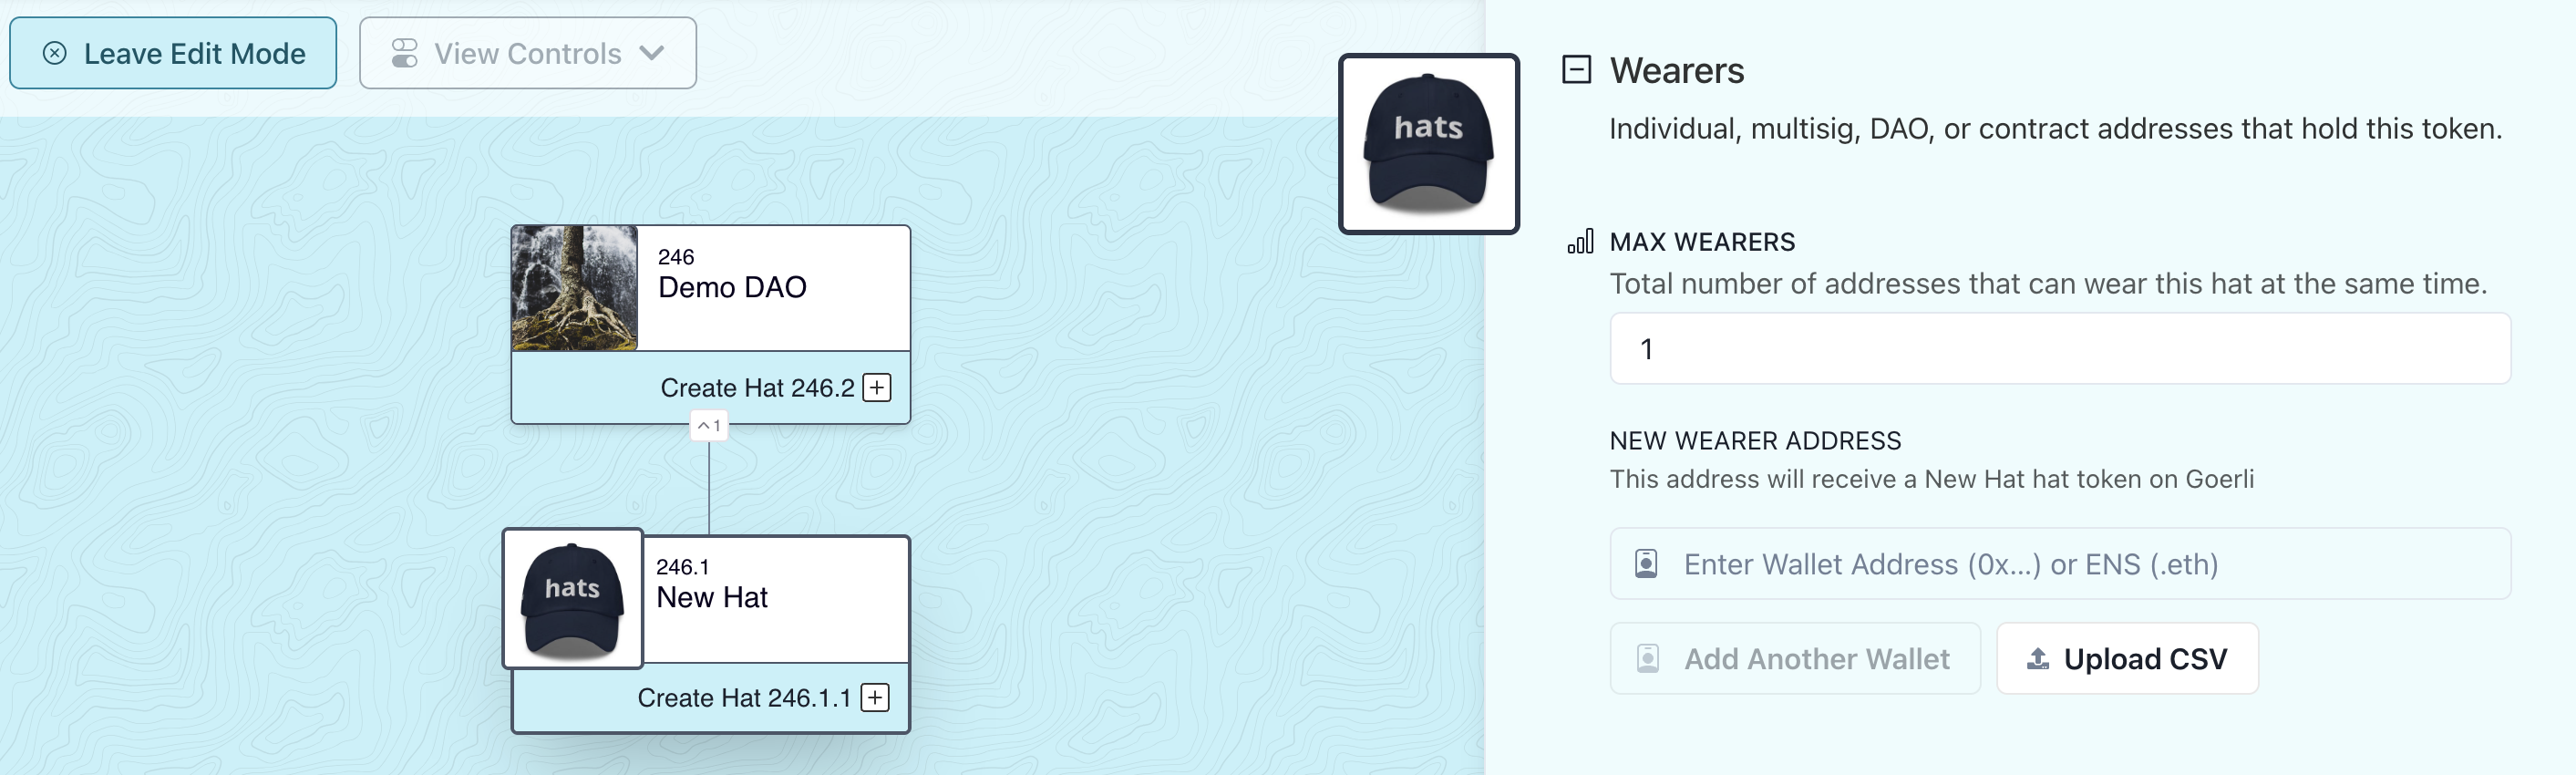 Leave Edit Mode
View Controls
hats
246
Demo DAO
Create Hat 246.2
1
hats
246.1
New Hat
Create Hat 246.1.1
Wearers
Individual, multisig, DAO, or contract addresses that hold this token.
MAX WEARERS
Total number of addresses that can wear this hat at the same time.
1
NEW WEARER ADDRESS
This address will receive a New Hat hat token on Goerli
Enter Wallet Address (0x...) or ENS (.eth)
Add Another Wallet
Upload CSV